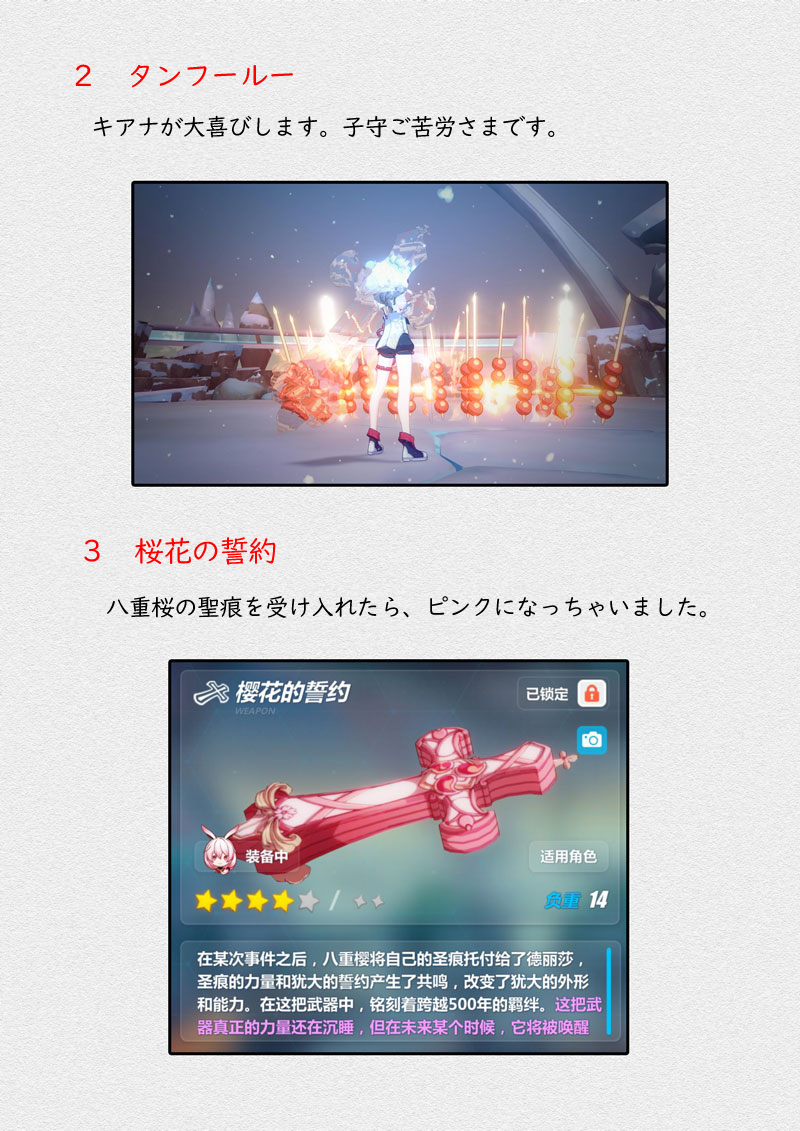 2 タンフールー
キアナが大喜びします。子守ご苦労さまです。
3 桜花の誓約
八重桜の聖痕を受け入れたら、ピンクになっちゃいました。
樱花的誓约
WEAPON
已锁定
装备中
适用角色
/
负重 14
在某次事件之后，八重樱将自己的圣痕托付给了德丽莎，
圣痕的力量和犹大的誓约产生了共鸣，改变了犹大的外形
和能力。在这把武器中，铭刻着跨越500年的羁绊。这把武
器真正的力量还在沉睡，但在未来某个时候，它将被唤醒